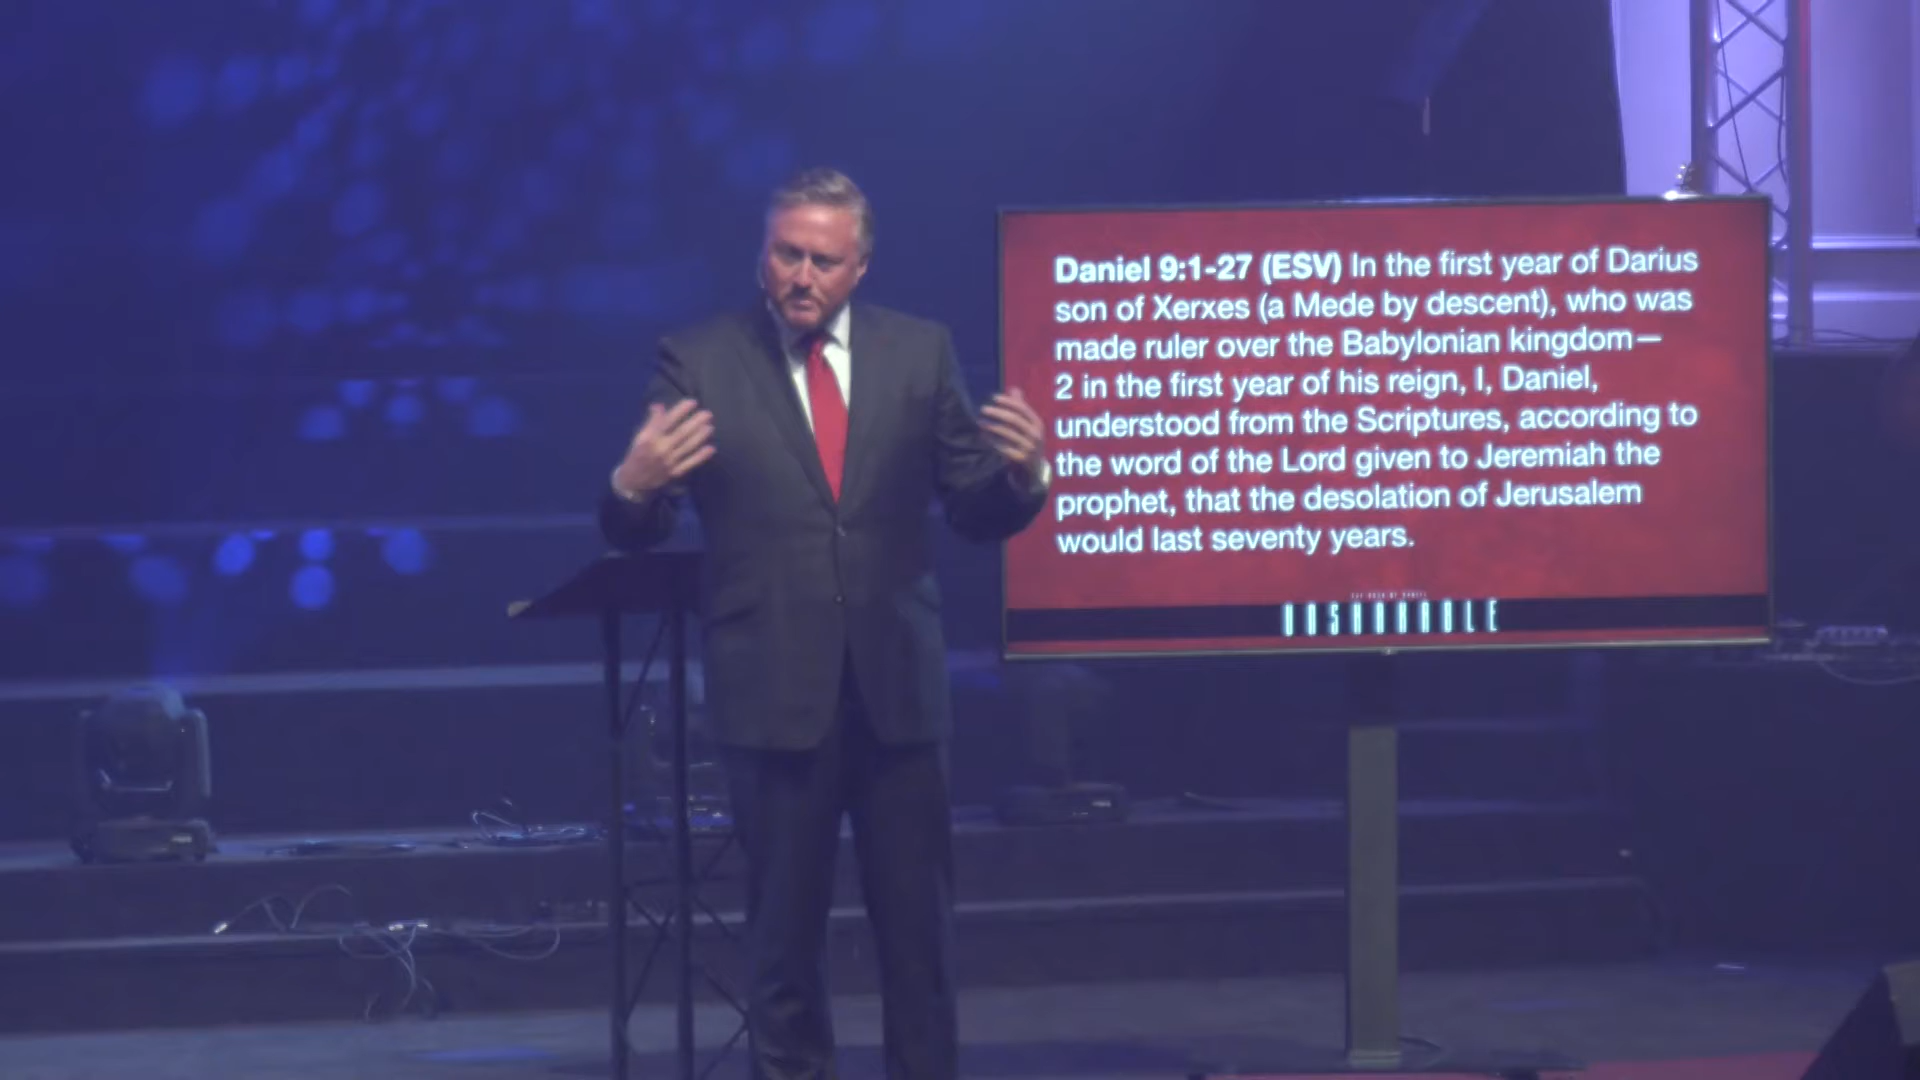 Daniel 9:1-27 (ESV) In the first year of Darius
son of Xerxes (a Mede by descent), who was
made ruler over the Babylonian kingdom—
2 in the first year of his reign, I, Daniel,
understood from the Scriptures, according to
the word of the Lord given to Jeremiah the
prophet, that the desolation of Jerusalem
would last seventy years.